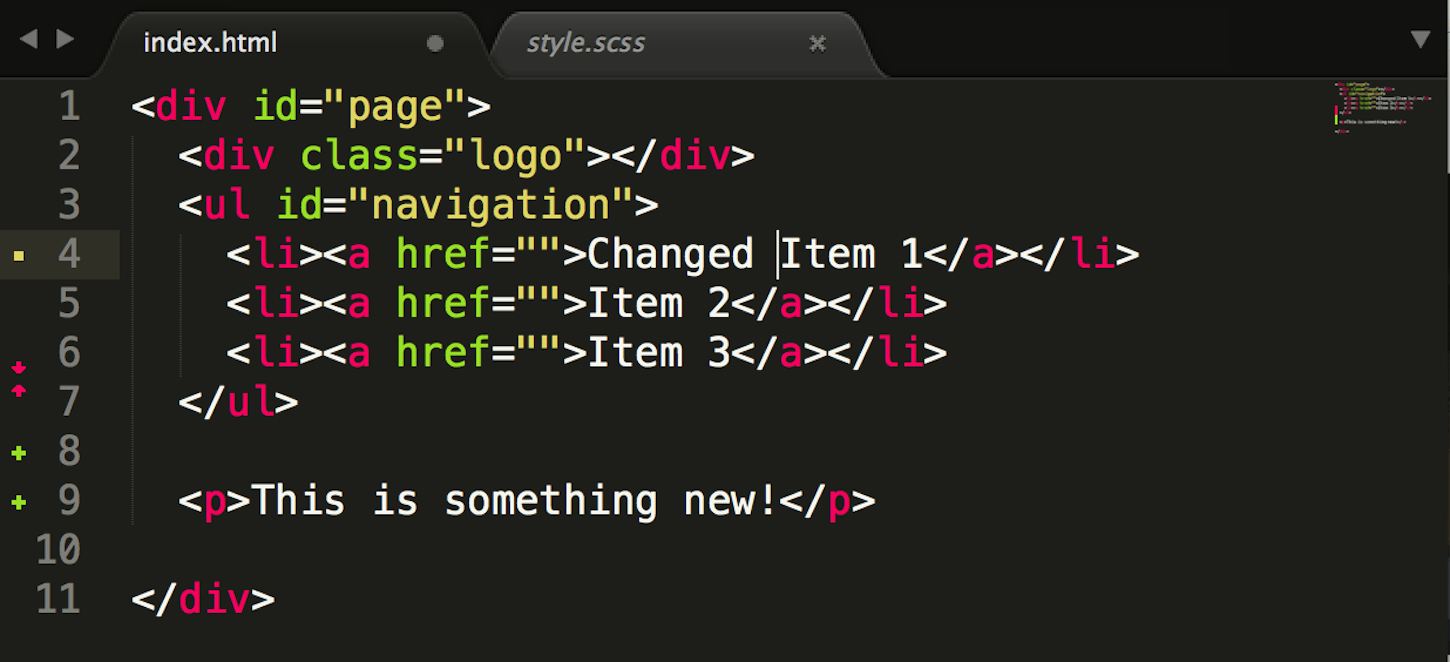 index.html style.scss
1 <div id="page">
2   <div class="logo"></div>
3   <ul id="navigation">
4     <li><a href="">Changed Item 1</a></li>
5     <li><a href="">Item 2</a></li>
6     <li><a href="">Item 3</a></li>
7   </ul>
8
9   <p>This is something new!</p>
10
11 </div>